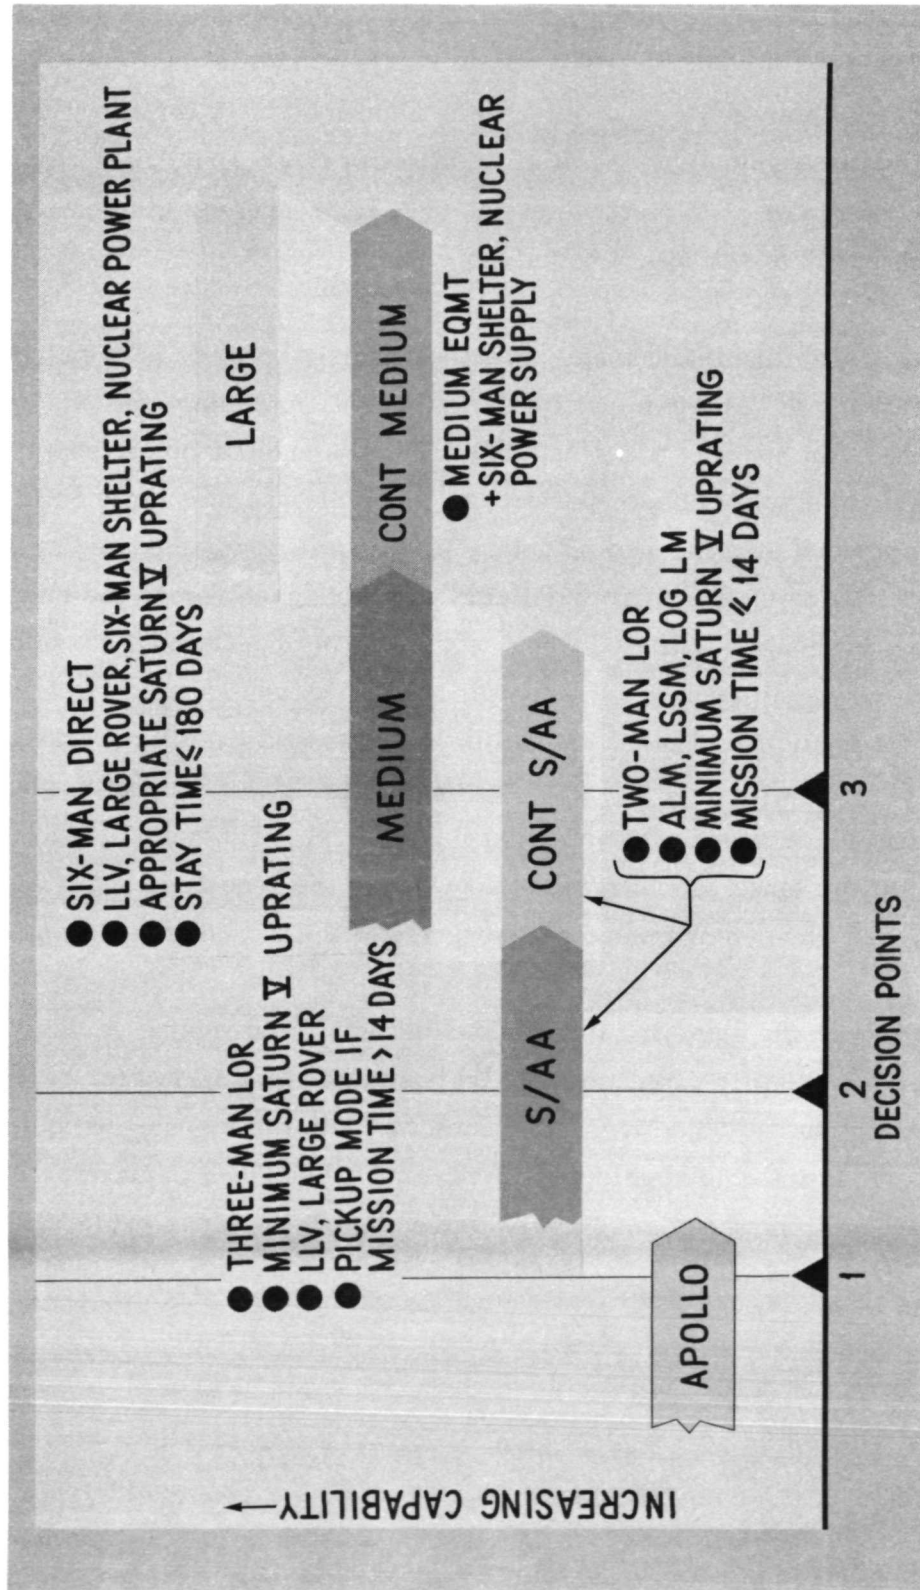 ● SIX-MAN DIRECT
● LLV, LARGE ROVER, SIX-MAN SHELTER, NUCLEAR POWER PLANT
● APPROPRIATE SATURN V UPRATING
● STAY TIME ≤ 180 DAYS
LARGE
● THREE-MAN LOR
● MINIMUM SATURN V UPRATING
● LLV, LARGE ROVER
● PICKUP MODE IF
MISSION TIME > 14 DAYS
MEDIUM
CONT MEDIUM
● MEDIUM EQMT
+ SIX-MAN SHELTER, NUCLEAR
POWER SUPPLY
S/AA
CONT S/AA
● TWO-MAN LOR
● ALM, LSSM, LOG LM
● MINIMUM SATURN V UPRATING
● MISSION TIME ≪ 14 DAYS
APOLLO
INCREASING CAPABILITY
1
2
3
DECISION POINTS